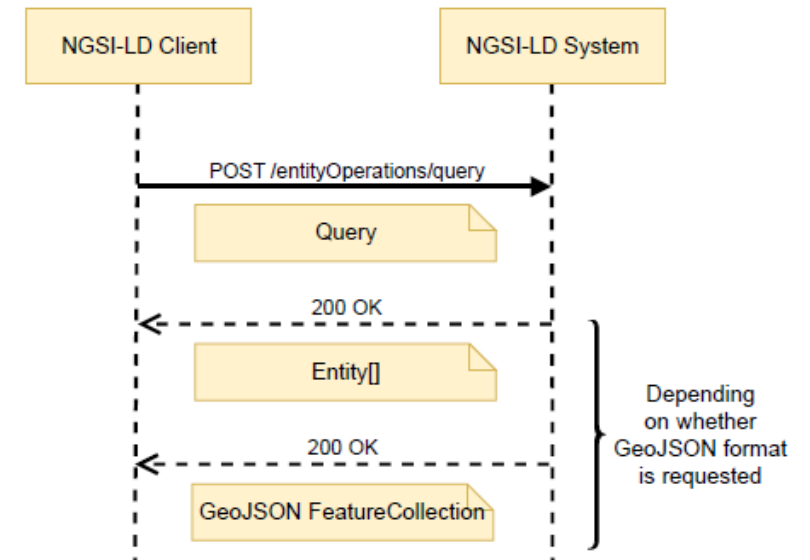 NGSI-LD Client
NGSI-LD System
POST /entityOperations/query
Query
200 OK
Entity[]
Depending
on whether
GeoJSON format
is requested
200 OK
GeoJSON FeatureCollection